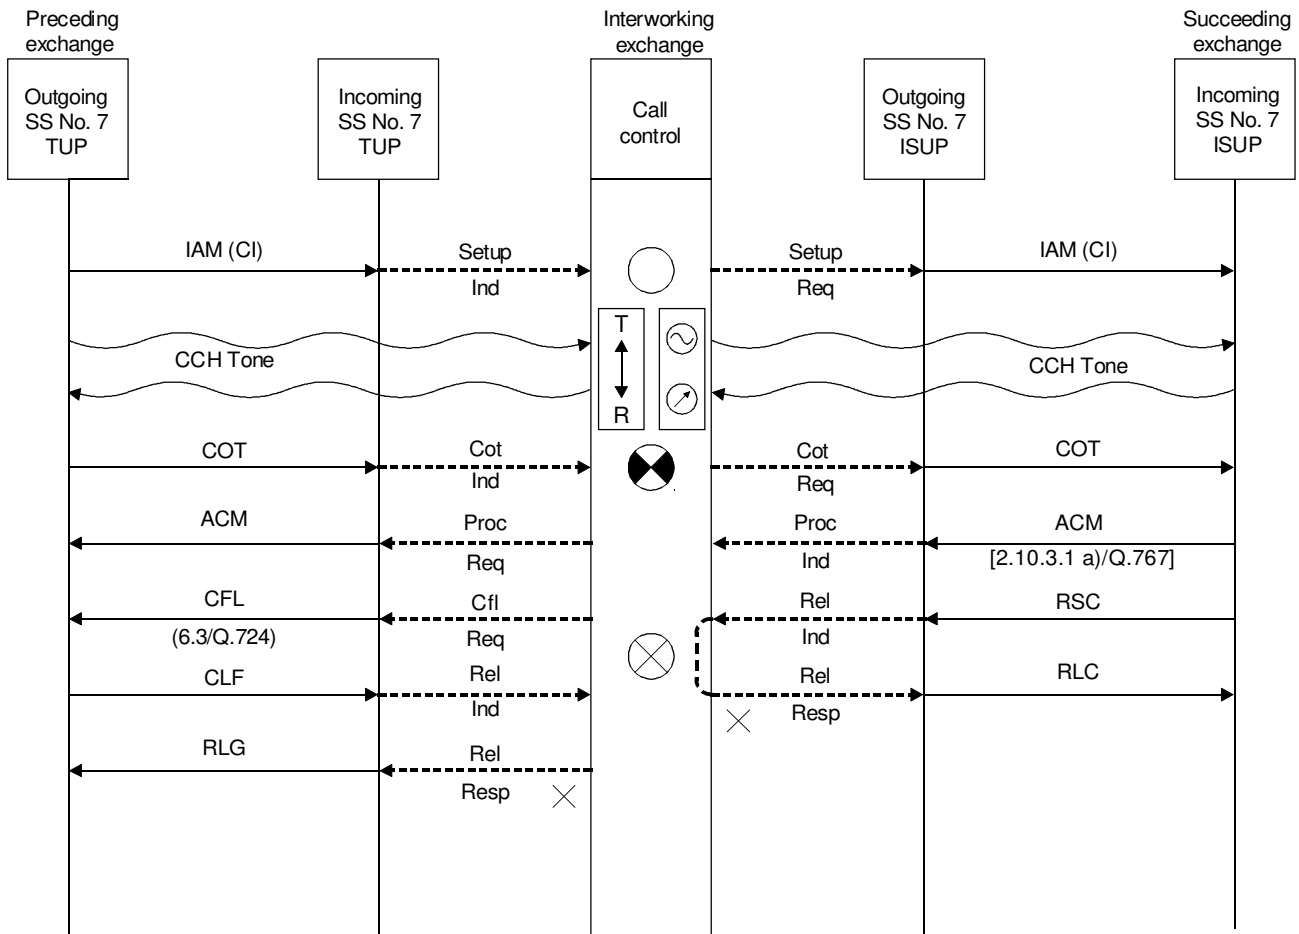 Preceding
exchange
Interworking
exchange
Succeeding
exchange
Outgoing
SS No. 7
TUP
Incoming
SS No. 7
TUP
Call
control
Outgoing
SS No. 7
ISUP
Incoming
SS No. 7
ISUP
IAM (CI)
Setup
Ind
Setup
Req
IAM (CI)
T
R
CCH Tone
CCH Tone
COT
Cot
Ind
Cot
Req
COT
ACM
Proc
Req
Proc
Ind
ACM
[2.10.3.1 a)/Q.767]
CFL
(6.3/Q.724)
Cfl
Req
Rel
Ind
RSC
CLF
Rel
Ind
Rel
Resp
RLC
RLG
Rel
Resp